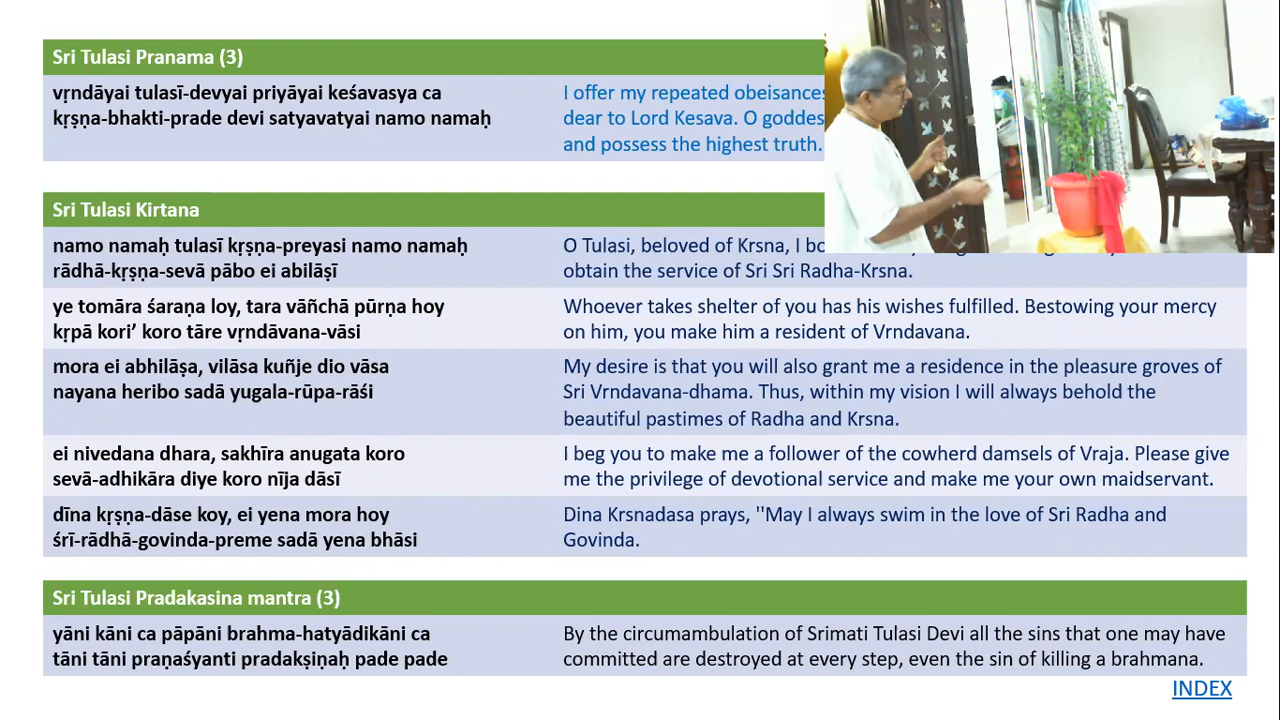 Sri Tulasi Pranama (3)
vṛndāyai tulasī-devyai priyāyai keśavasya ca
kṛṣṇa-bhakti-prade devi satyavatyai namo namaḥ
I offer my repeated obeisances
dear to Lord Kesava. O
and possess the highest truth.
Sri Tulasi Kirtana
namo namaḥ tulasī kṛṣṇa-preyasi namo namaḥ
rādhā-kṛṣṇa-sevā pābo ei abilāṣī
O Tulasi, beloved of Krsna, I
obtain the service of Sri Sri Radha-Krsna.
ye tomāra śaraṇa loy, tara vāñchā pūrṇa hoy
kṛpā kori’ koro tāre vṛndāvana-vāsi
Whoever takes shelter of you has his wishes fulfilled. Bestowing your mercy
on him, you make him a resident of Vrndavana.
mora ei abhilāṣa, vilāsa kuñje dio vāsa
nayana heribo sadā yugala-rūpa-rāśi
My desire is that you will also grant me a residence in the pleasure groves of
Sri Vrndavana-dhama. Thus, within my vision I will always behold the
beautiful pastimes of Radha and Krsna.
ei nivedana dhara, sakhīra anugata koro
sevā-adhikāra diye koro nīja dāsī
I beg you to make me a follower of the cowherd damsels of Vraja. Please give
me the privilege of devotional service and make me your own maidservant.
dīna kṛṣṇa-dāse koy, ei yena mora hoy
śrī-rādhā-govinda-preme sadā yena bhāsi
Dina Krsnadasa prays, "May I always swim in the love of Sri Radha and
Govinda.
Sri Tulasi Pradakasina mantra (3)
yāni kāni ca pāpāni brahma-hatyādikāni ca
tāni tāni praṇaśyanti pradakṣiṇaḥ pade pade
By the circumambulation of Srimati Tulasi Devi all the sins that one may have
committed are destroyed at every step, even the sin of killing a brahmana.
INDEX